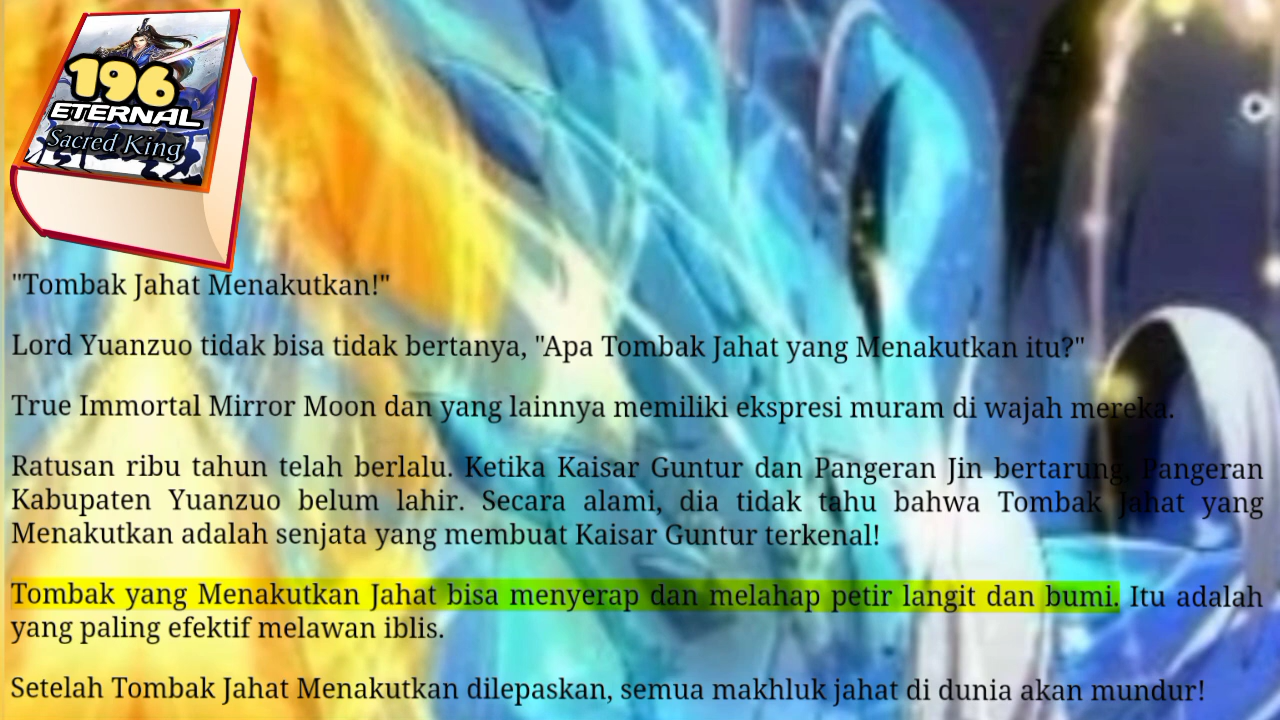 196
ETERNAL
Sacred King
"Tombak Jahat Menakutkan!"
Lord Yuanzuo tidak bisa tidak bertanya, "Apa Tombak Jahat yang Menakutkan itu?"
True Immortal Mirror Moon dan yang lainnya memiliki ekspresi muram di wajah mereka.
Ratusan ribu tahun telah berlalu. Ketika Kaisar Guntur dan Pangeran Jin bertarung, Pangeran
Kabupaten Yuanzuo belum lahir. Secara alami, dia tidak tahu bahwa Tombak Jahat yang
Menakutkan adalah senjata yang membuat Kaisar Guntur terkenal!
Tombak yang Menakutkan Jahat bisa menyerap dan melahap petir langit dan bumi. Itu adalah
yang paling efektif melawan iblis.
Setelah Tombak Jahat Menakutkan dilepaskan, semua makhluk jahat di dunia akan mundur!